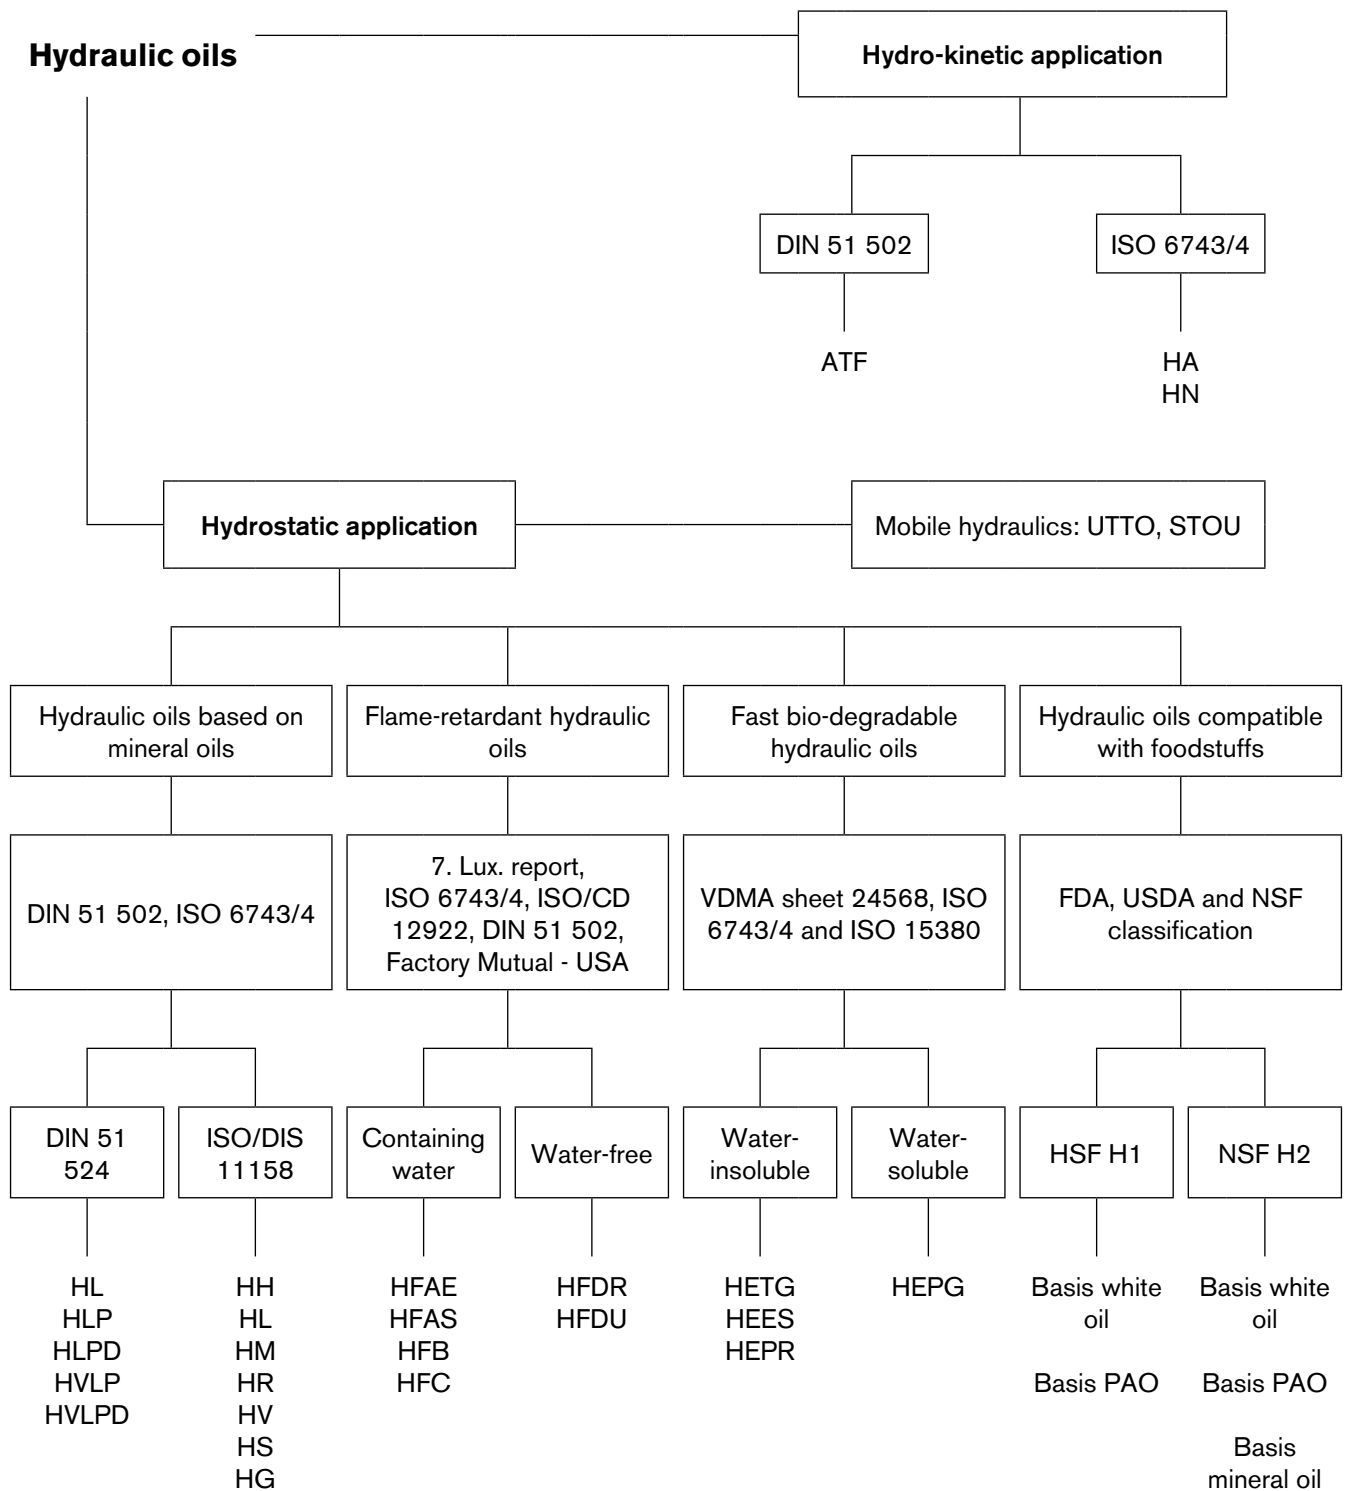 Hydraulic oils
Hydro-kinetic application
DIN 51 502
ISO 6743/4
ATF
HA
HN
Hydrostatic application
Mobile hydraulics: UTTO, STOU
Hydraulic oils based on
mineral oils
Flame-retardant hydraulic
oils
Fast bio-degradable
hydraulic oils
Hydraulic oils compatible
with foodstuffs
DIN 51 502, ISO 6743/4
7. Lux. report,
ISO 6743/4, ISO/CD
12922, DIN 51 502,
Factory Mutual - USA
VDMA sheet 24568, ISO
6743/4 and ISO 15380
FDA, USDA and NSF
classification
DIN 51
524
ISO/DIS
11158
Containing
water
Water-free
Water-
insoluble
Water-
soluble
HSF H1
NSF H2
HL
HLP
HLPD
HVLP
HVLPD
HH
HL
HM
HR
HV
HS
HG
HFAE
HFAS
HFB
HFC
HFDR
HFDU
HETG
HEES
HEPR
HEPG
Basis white
oil
Basis PAO
Basis white
oil
Basis PAO
Basis
mineral oil